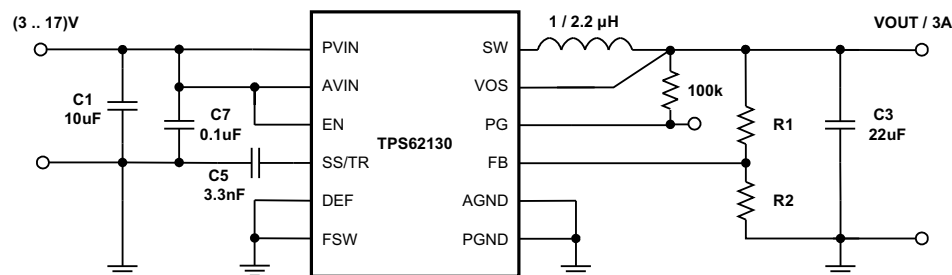 (3 .. 17)V
1 / 2.2 µH
VOUT / 3A
PVIN
SW
AVIN
VOS
C1
10uF
C7
0.1uF
100k
EN
PG
TPS62130
R1
C3
22uF
SS/TR
FB
C5
3.3nF
R2
DEF
AGND
FSW
PGND